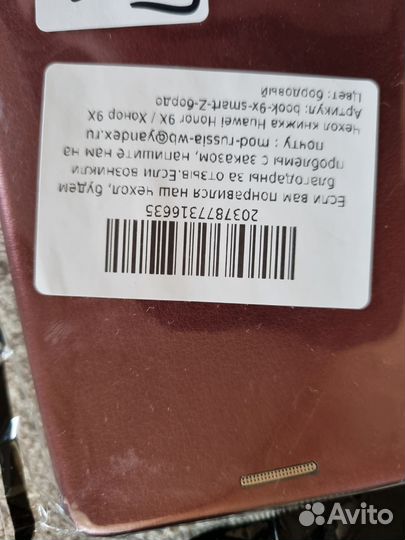 2037877316635
Если вам понравился наш чехол, будем
благодарны за отзыв.Если возникли
проблемы с заказом, напишите нам на
почту : mod-russia-wb@yandex.ru
чехол книжка Huawei Honor 9X / Хонор 9X
Артикул: book-9x-smart-Z-бордо
Цвет: бордовый
Avito